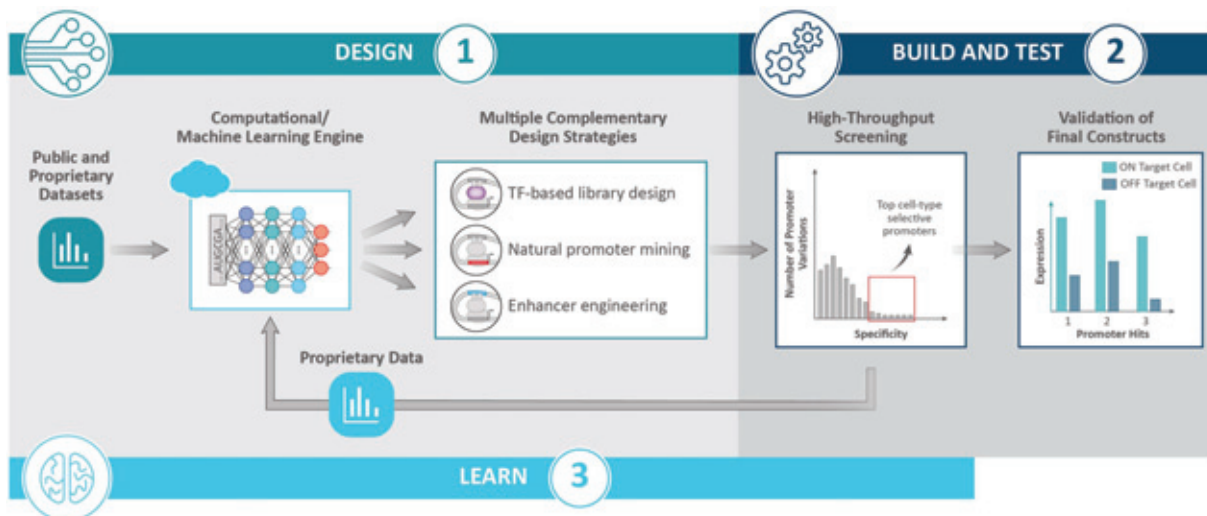 DESIGN 1
BUILD AND TEST 2
Public and
Proprietary
Datasets
Computational/
Machine Learning Engine
AUGCGA
Multiple Complementary
Design Strategies
TF-based library design
Natural promoter mining
Enhancer engineering
High-Throughput
Screening
Number of Promoter
Variations
Top cell-type
selective
promoters
Specificity
Validation of
Final Constructs
ON Target Cell
OFF Target Cell
Expression
1 2 3
Promoter Hits
Proprietary Data
LEARN 3